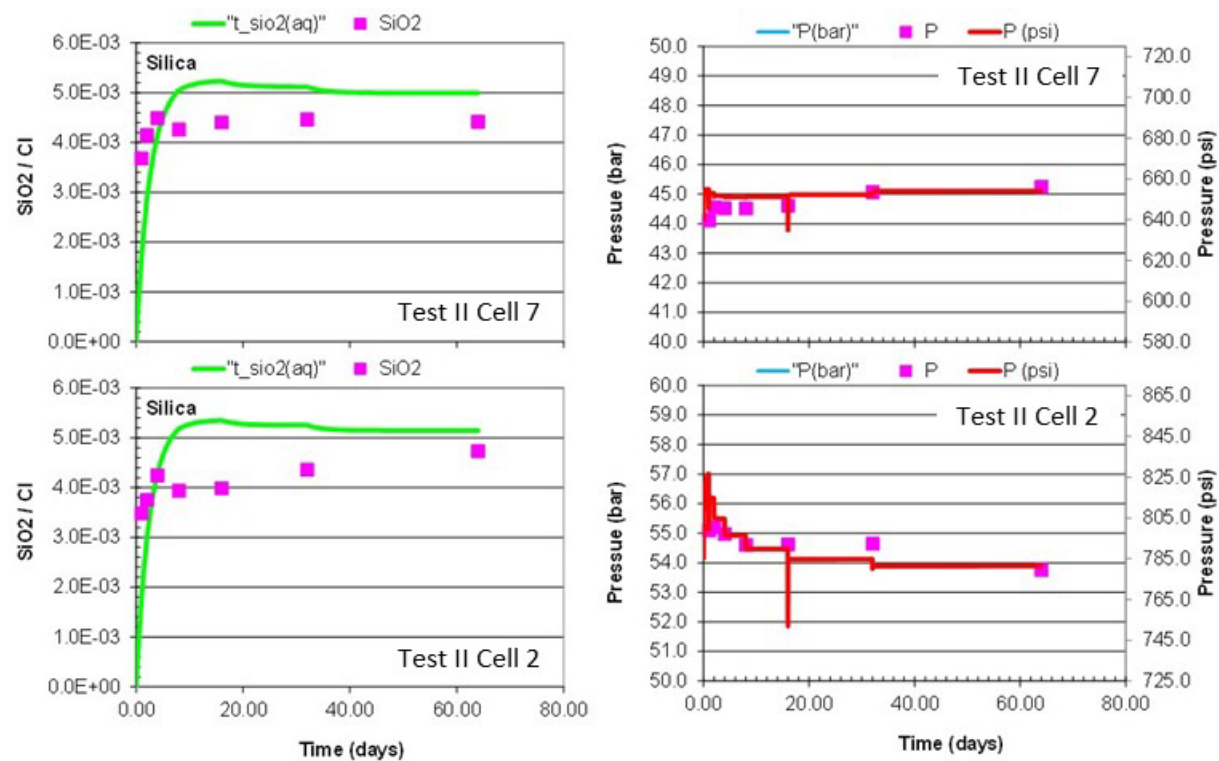 "t_sio2(aq)" SiO2
6.0E-03
5.0E-03
4.0E-03
3.0E-03
2.0E-03
1.0E-03
0.0E+00
SiO2 / Cl
Silica
Test II Cell 7
"P(bar)" P P (psi)
50.0
49.0
48.0
47.0
46.0
45.0
44.0
43.0
42.0
41.0
40.0
Pressue (bar)
Test II Cell 7
720.0
700.0
680.0
660.0
640.0
620.0
600.0
580.0
Pressure (psi)
"t_sio2(aq)" SiO2
6.0E-03
5.0E-03
4.0E-03
3.0E-03
2.0E-03
1.0E-03
0.0E+00
SiO2 / Cl
Silica
Test II Cell 2
0.00 20.00 40.00 60.00 80.00
Time (days)
"P(bar)" P P (psi)
60.0
59.0
58.0
57.0
56.0
55.0
54.0
53.0
52.0
51.0
50.0
Pressue (bar)
Test II Cell 2
865.0
845.0
825.0
805.0
785.0
765.0
745.0
725.0
Pressure (psi)
0.00 20.00 40.00 60.00 80.00
Time (days)